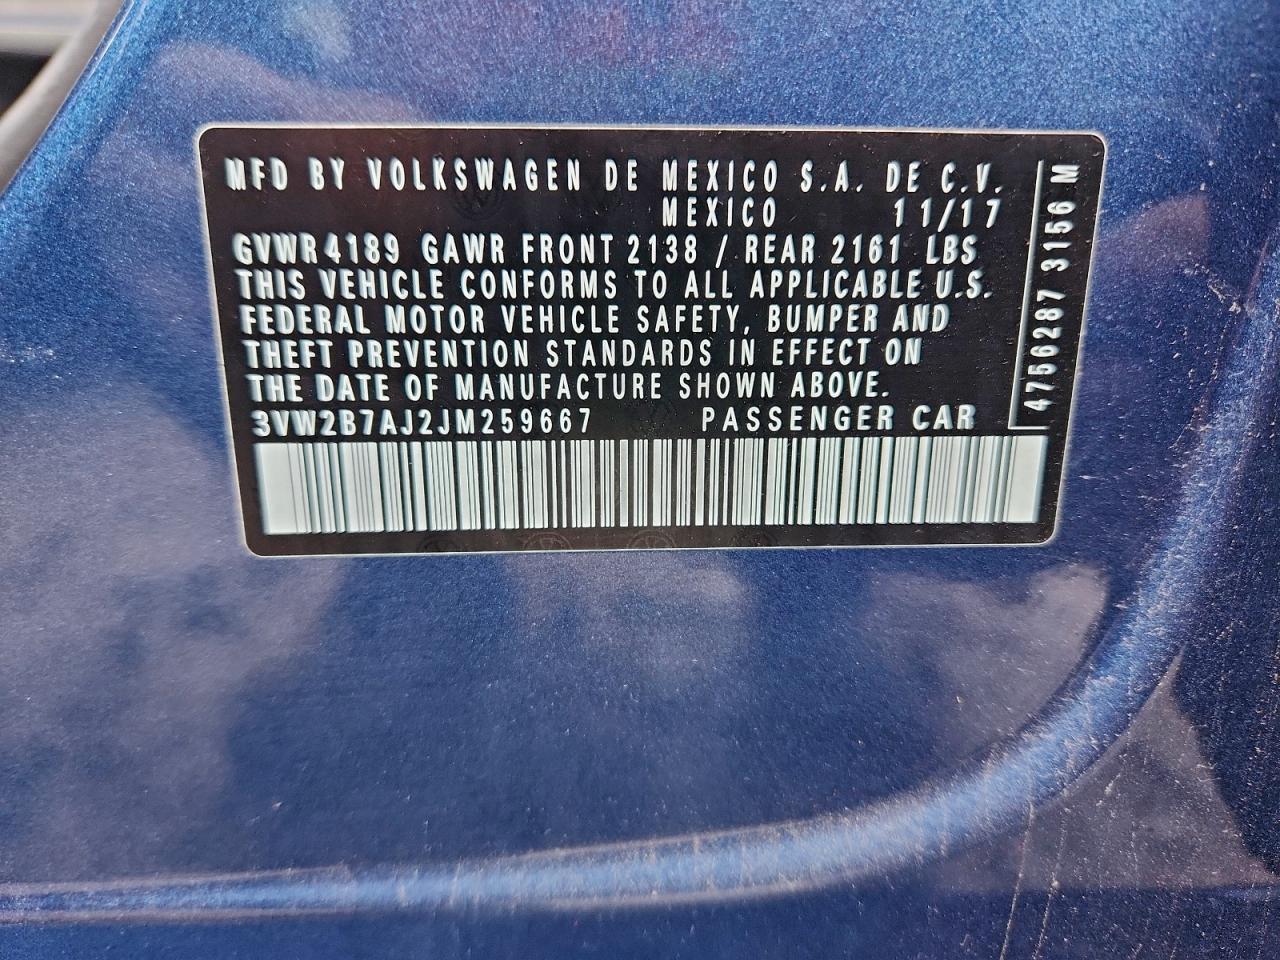 MFD BY VOLKSWAGEN DE MEXICO S.A. DE C.V.
MEXICO 11/17
GVWR 4189 GAWR FRONT 2138 / REAR 2161 LBS
THIS VEHICLE CONFORMS TO ALL APPLICABLE U.S.
FEDERAL MOTOR VEHICLE SAFETY, BUMPER AND
THEFT PREVENTION STANDARDS IN EFFECT ON
THE DATE OF MANUFACTURE SHOWN ABOVE.
3VW2B7AJ2JM259667 PASSENGER CAR
4756287 3156 M